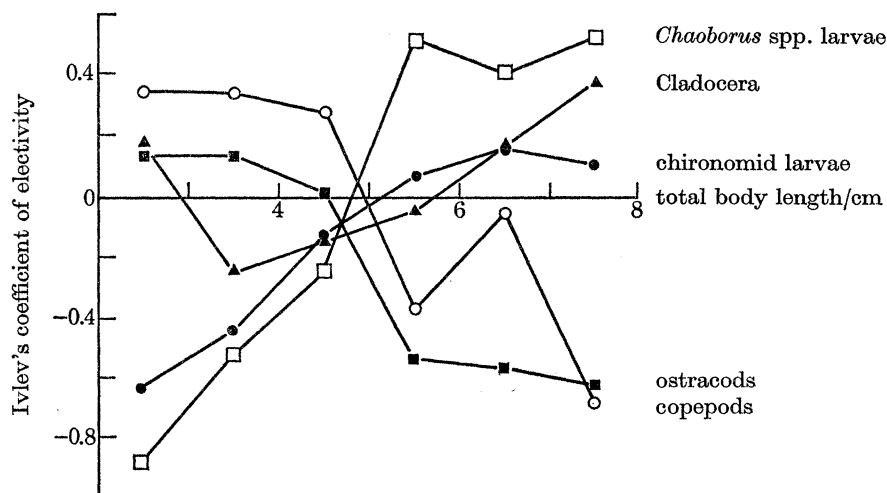 Chaoborus spp. larvae
0.4
Cladocera
Ivlev's coefficient of electivity
chironomid larvae
0
4
6
8
total body length/cm
−0.4
ostracods
copepods
−0.8